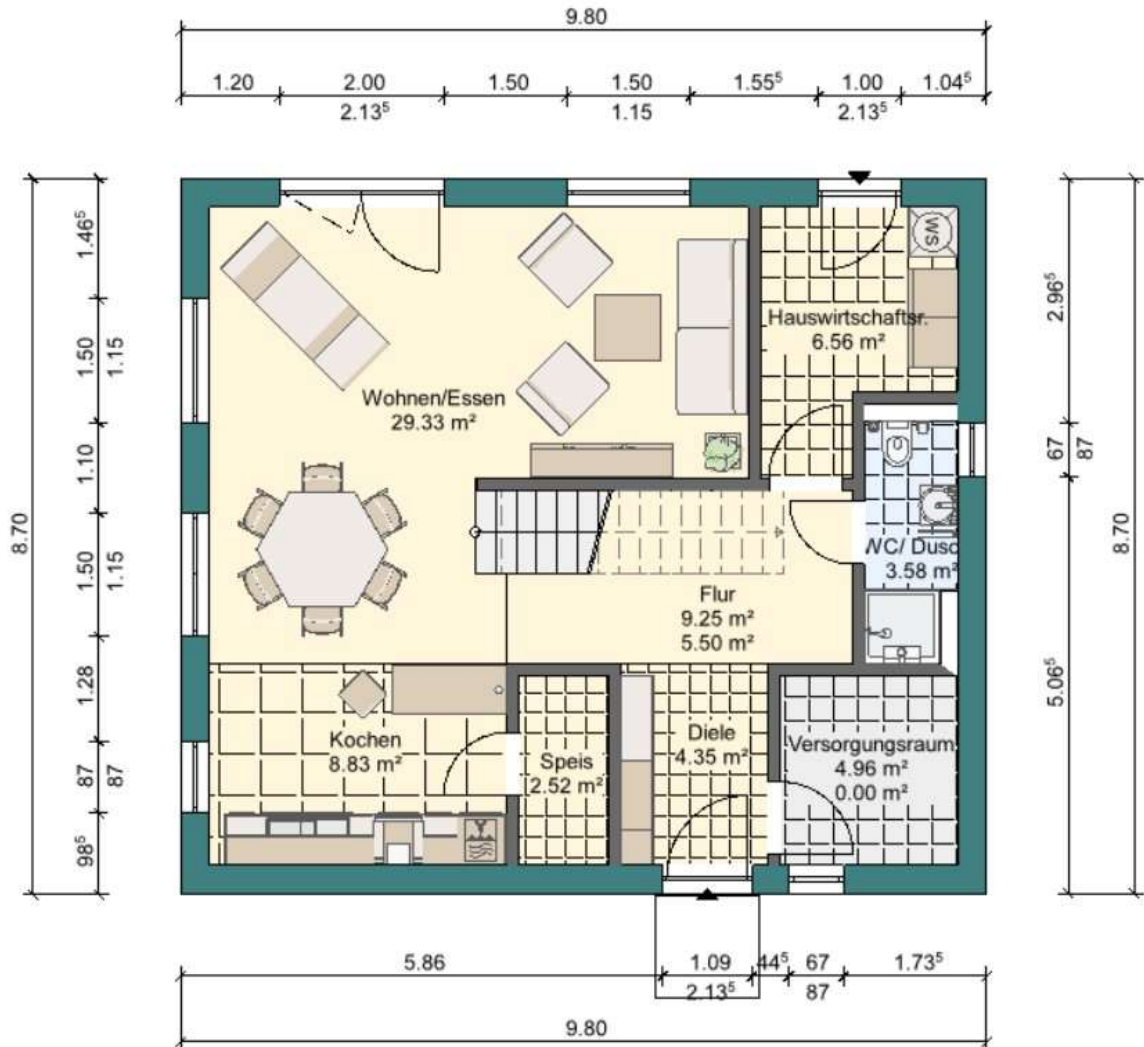 9.80
1.20 2.00 1.50 1.50 1.55⁵ 1.00 1.04⁵
2.13⁵ 1.15 2.13⁵
8.70
1.46⁵
1.50
1.15
1.10
1.50
1.15
1.28
87
87
98⁵
WS
Hauswirtschaftsr.
6.56 m²
Wohnen/Essen
29.33 m²
WC/ Dusc
3.58 m²
Flur
9.25 m²
5.50 m²
Kochen
8.83 m²
Speis
2.52 m²
Diele
4.35 m²
Versorgungsraum
4.96 m²
0.00 m²
2.96⁵
67
87
5.06⁵
8.70
5.86 1.09 44⁵ 67 1.73⁵
2.13⁵ 87
9.80